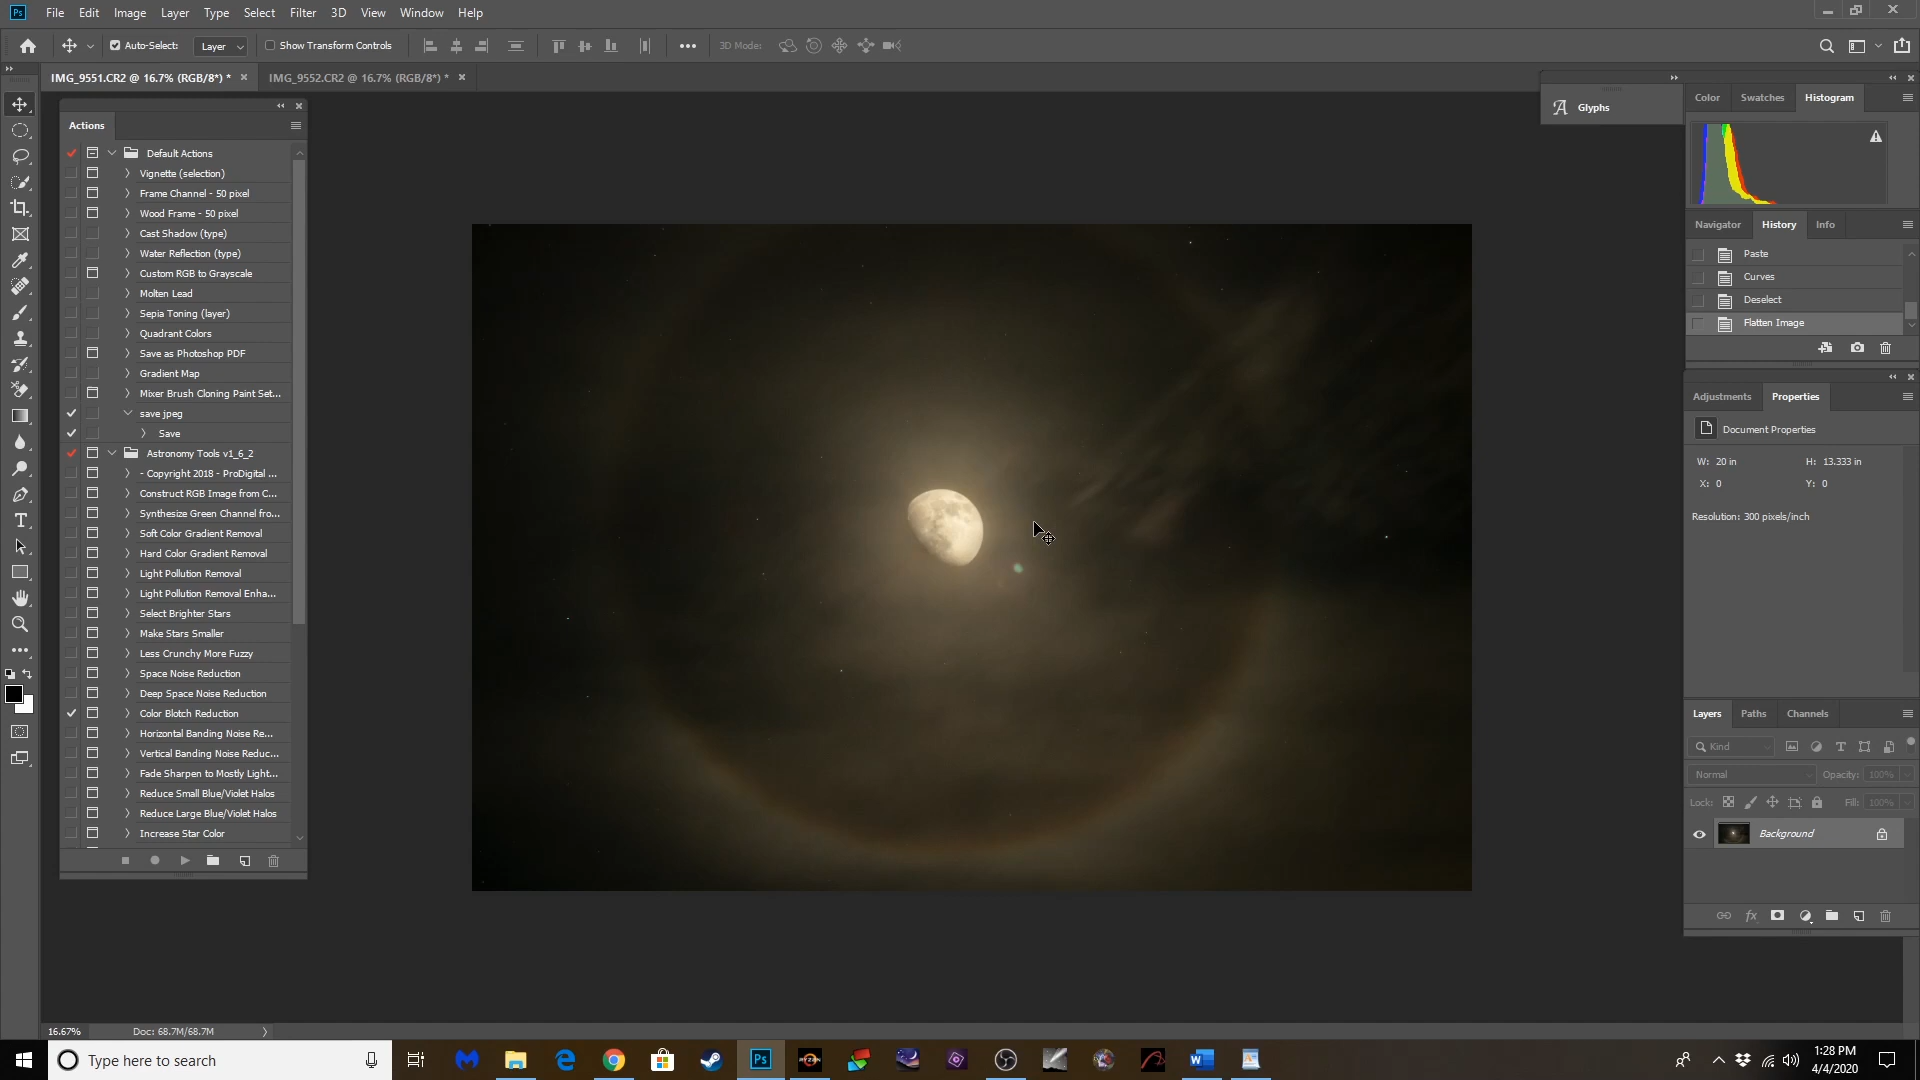 Ps File Edit Image Layer Type Select Filter 3D View Window Help
Auto-Select: Layer Show Transform Controls 3D Mode:
IMG_9551.CR2 @ 16.7% (RGB/8*) * IMG_9552.CR2 @ 16.7% (RGB/8*) *
Actions
Default Actions
Vignette (selection)
Frame Channel - 50 pixel
Wood Frame - 50 pixel
Cast Shadow (type)
Water Reflection (type)
Custom RGB to Grayscale
Molten Lead
Sepia Toning (layer)
Quadrant Colors
Save as Photoshop PDF
Gradient Map
Mixer Brush Cloning Paint Set...
save jpeg
Save
Astronomy Tools v1_6_2
- Copyright 2018 - ProDigital ...
Construct RGB Image from C...
Synthesize Green Channel fro...
Soft Color Gradient Removal
Hard Color Gradient Removal
Light Pollution Removal
Light Pollution Removal Enha...
Select Brighter Stars
Make Stars Smaller
Less Crunchy More Fuzzy
Space Noise Reduction
Deep Space Noise Reduction
Color Blotch Reduction
Horizontal Banding Noise Re...
Vertical Banding Noise Reduc...
Fade Sharpen to Mostly Light...
Reduce Small Blue/Violet Halos
Reduce Large Blue/Violet Halos
Increase Star Color
A Glyphs
Color Swatches Histogram
Navigator History Info
Paste
Curves
Deselect
Flatten Image
Adjustments Properties
Document Properties
W: 20 in H: 13.333 in
X: 0 Y: 0
Resolution: 300 pixels/inch
Layers Paths Channels
Kind
Normal Opacity: 100%
Lock: Fill: 100%
Background
16.67% Doc: 68.7M/68.7M
Type here to search
Ps
RYZEN
W
1:28 PM
4/4/2020